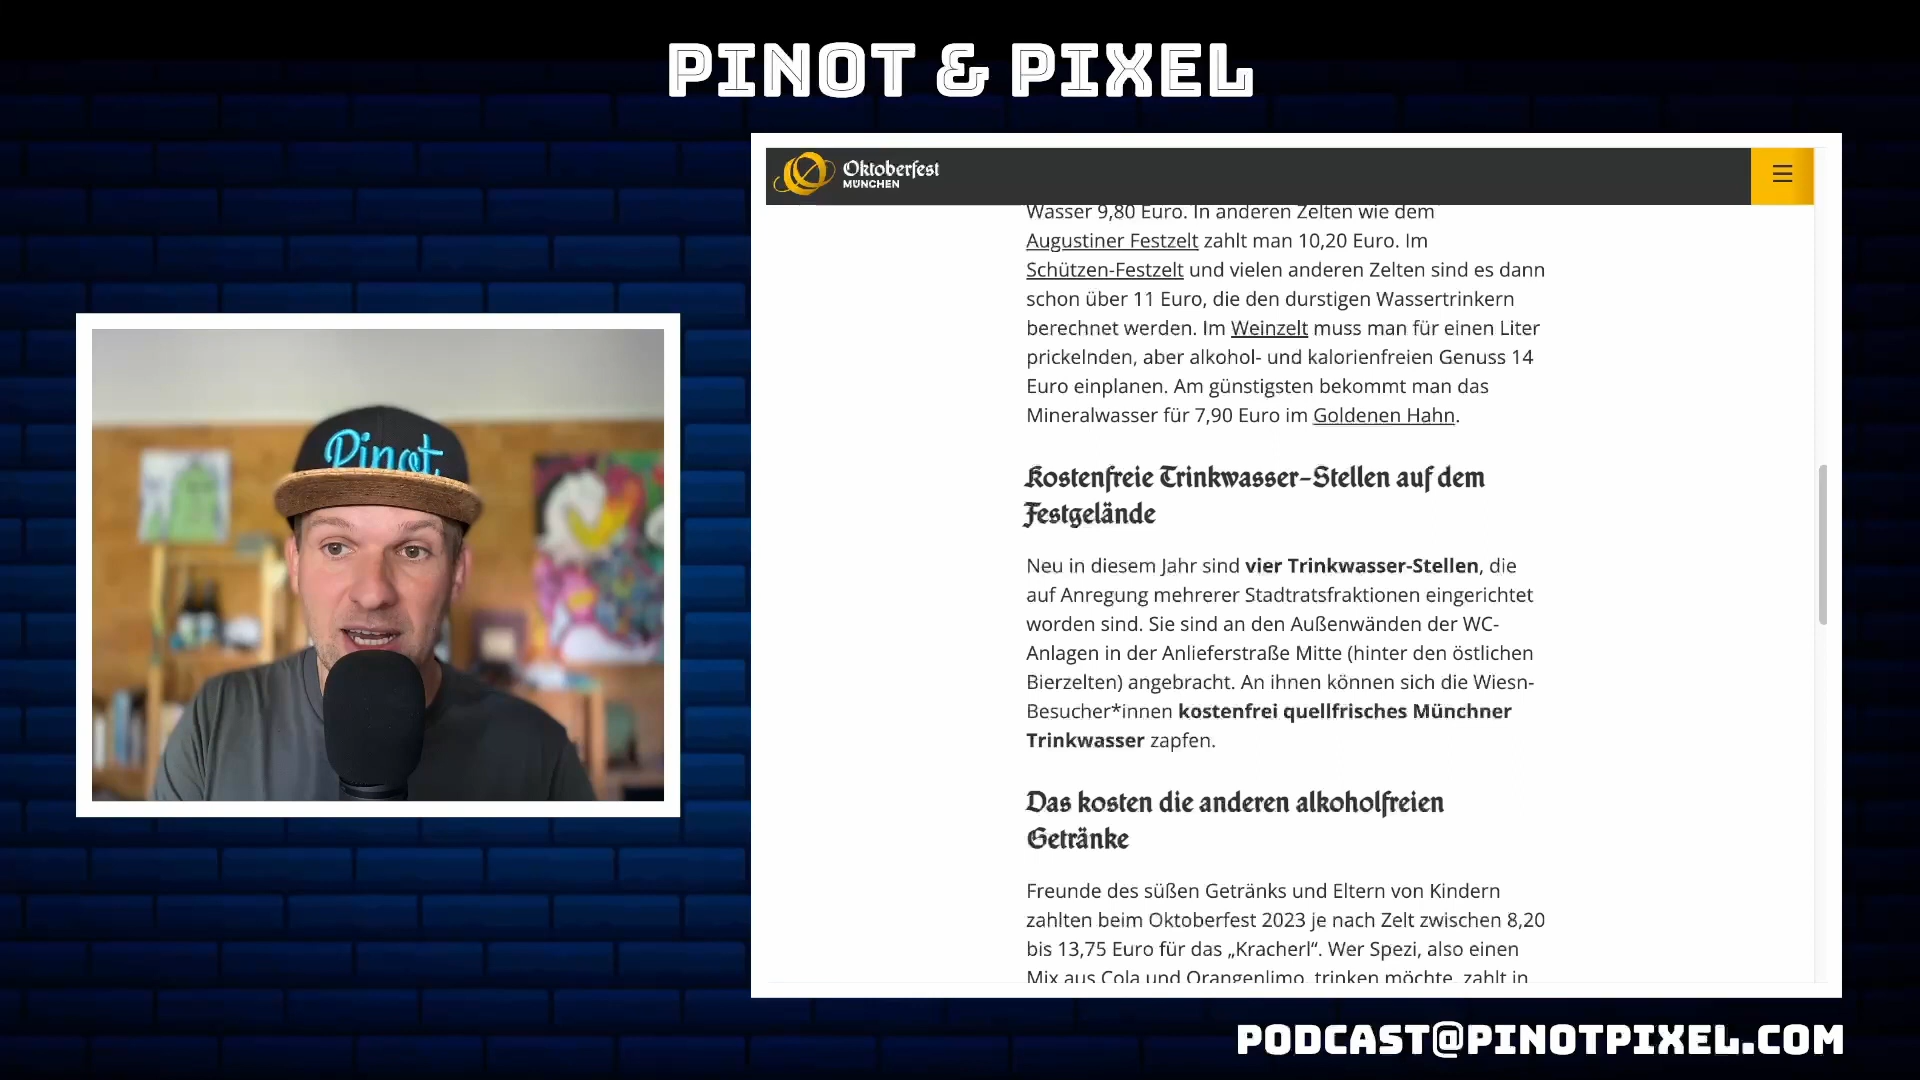 PINOT & PIXEL
Oktoberfest
MÜNCHEN
Wasser 9,80 Euro. In anderen Zelten wie dem
Augustiner Festzelt zahlt man 10,20 Euro. Im
Schützen-Festzelt und vielen anderen Zelten sind es dann
schon über 11 Euro, die den durstigen Wassertrinkern
berechnet werden. Im Weinzelt muss man für einen Liter
prickelnden, aber alkohol- und kalorienfreien Genuss 14
Euro einplanen. Am günstigsten bekommt man das
Mineralwasser für 7,90 Euro im Goldenen Hahn.
Kostenfreie Trinkwasser-Stellen auf dem
Festgelände
Neu in diesem Jahr sind vier Trinkwasser-Stellen, die
auf Anregung mehrerer Stadtratsfraktionen eingerichtet
worden sind. Sie sind an den Außenwänden der WC-
Anlagen in der Anlieferstraße Mitte (hinter den östlichen
Bierzelten) angebracht. An ihnen können sich die Wiesn-
Besucher*innen kostenfrei quellfrisches Münchner
Trinkwasser zapfen.
Das kosten die anderen alkoholfreien
Getränke
Freunde des süßen Getränks und Eltern von Kindern
zahlten beim Oktoberfest 2023 je nach Zelt zwischen 8,20
bis 13,75 Euro für das „Kracherl“. Wer Spezi, also einen
Mix aus Cola und Orangenlimo, trinken möchte, zahlt in
Pinot
PODCAST@PINOTPIXEL.COM